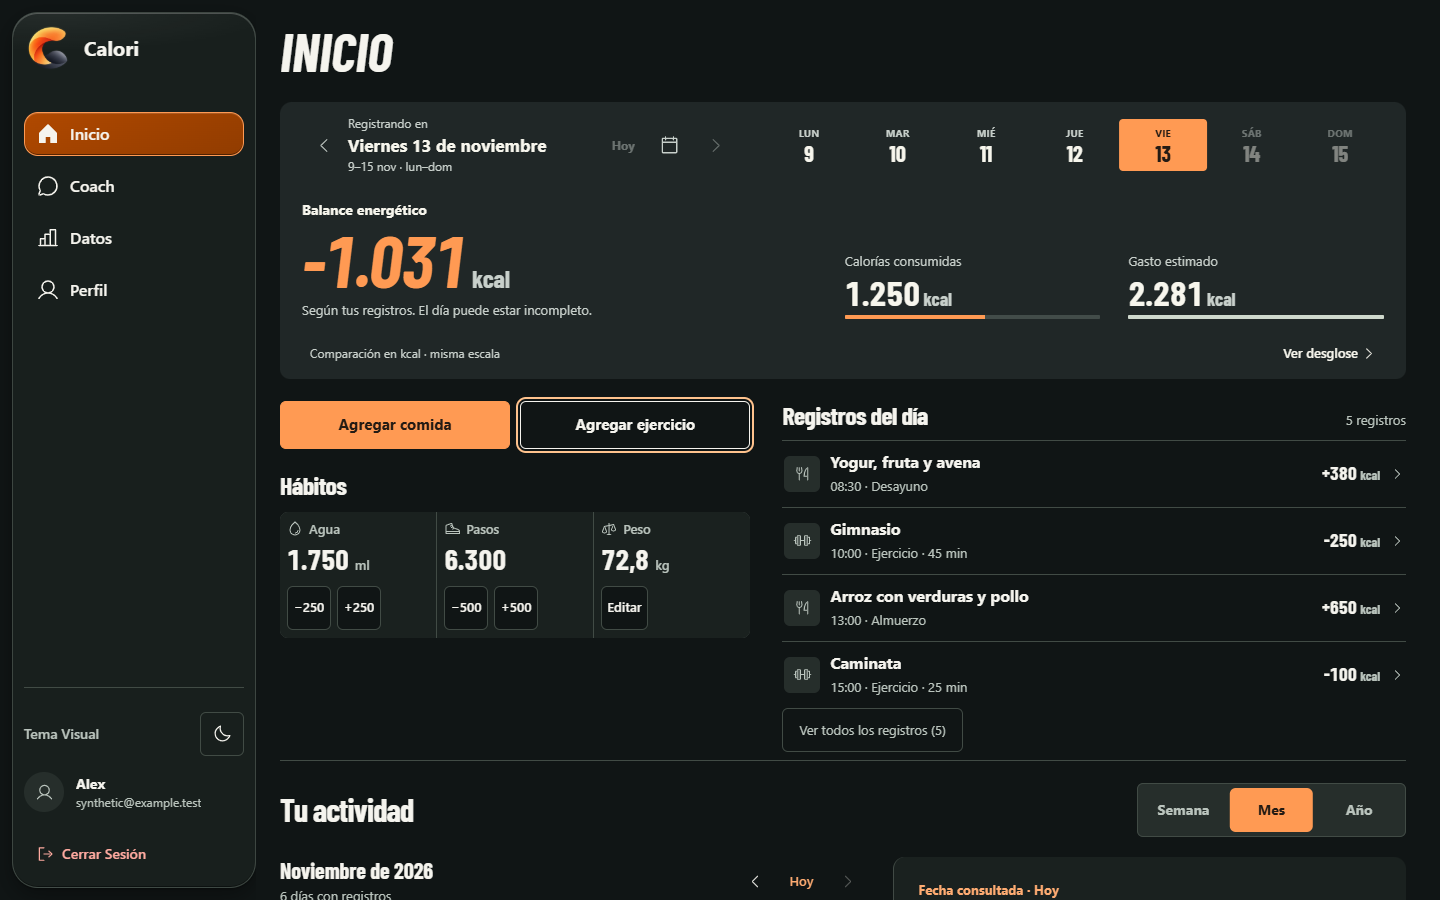 Calori
Inicio
Coach
Datos
Perfil
Tema Visual
Alex
synthetic@example.test
Cerrar Sesión
INICIO
Registrando en
Viernes 13 de noviembre
9–15 nov · lun–dom
Hoy
LUN
9
MAR
10
MIÉ
11
JUE
12
VIE
13
SÁB
14
DOM
15
Balance energético
-1.031 kcal
Según tus registros. El día puede estar incompleto.
Calorías consumidas
1.250 kcal
Gasto estimado
2.281 kcal
Comparación en kcal · misma escala
Ver desglose
Agregar comida
Agregar ejercicio
Hábitos
Agua
1.750 ml
−250
+250
Pasos
6.300
−500
+500
Peso
72,8 kg
Editar
Registros del día
5 registros
Yogur, fruta y avena
08:30 · Desayuno
+380 kcal
Gimnasio
10:00 · Ejercicio · 45 min
-250 kcal
Arroz con verduras y pollo
13:00 · Almuerzo
+650 kcal
Caminata
15:00 · Ejercicio · 25 min
-100 kcal
Ver todos los registros (5)
Tu actividad
Semana
Mes
Año
Noviembre de 2026
6 días con registros
Hoy
Fecha consultada · Hoy